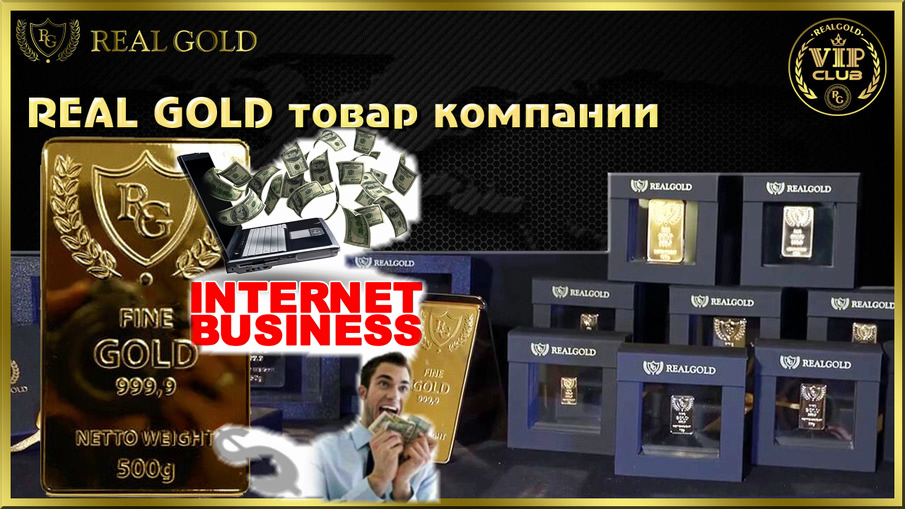 RG
REAL GOLD
REALGOLD
VIP
CLUB
RG
REAL GOLD товар компании
RG
FINE
GOLD
999,9
NETTO WEIGHT
500g
INTERNET
BUSINESS
REALGOLD
FINE
GOLD
999,9
REALGOLD
REALGOLD
REALGOLD
REALGOLD
REALGOLD
REALGOLD
REALGOLD
REALGOLD